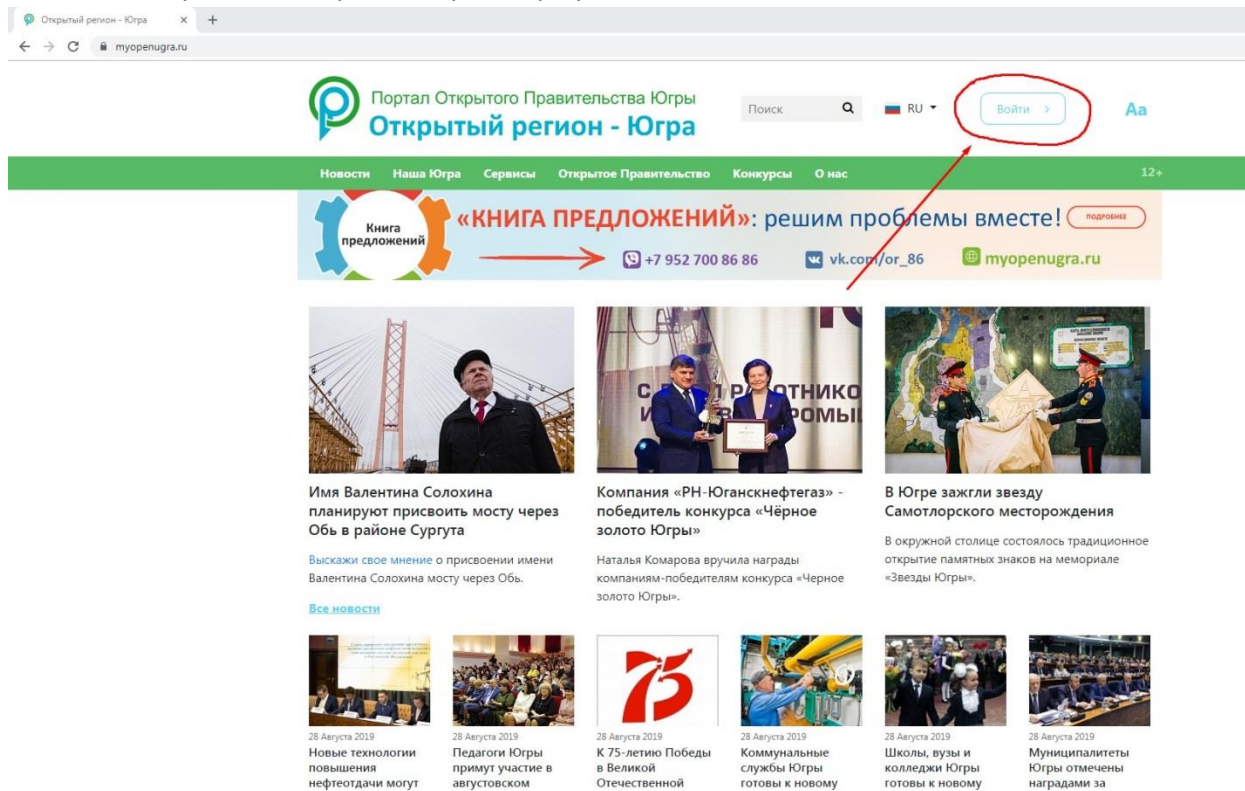 Открытый регион - Югра
myopenugra.ru
Портал Открытого Правительства Югры
Открытый регион - Югра
Поиск
RU
Войти >
Aa
Новости Наша Югра Сервисы Открытое Правительство Конкурсы О нас 12+
Книга
предложений
«КНИГА ПРЕДЛОЖЕНИЙ»: решим проблемы вместе!
ПОДРОБНЕЕ
+7 952 700 86 86 vk.com/or_86 myopenugra.ru
Имя Валентина Солохина
планируют присвоить мосту через
Обь в районе Сургута
Выскажи свое мнение о присвоении имени
Валентина Солохина мосту через Обь.
Все новости
Компания «РН-Юганскнефтегаз» -
победитель конкурса «Чёрное
золото Югры»
Наталья Комарова вручила награды
компаниям-победителям конкурса «Черное
золото Югры».
В Югре зажгли звезду
Самотлорского месторождения
В окружной столице состоялось традиционное
открытие памятных знаков на мемориале
«Звезды Югры».
28 Августа 2019
Новые технологии
повышения
нефтеотдачи могут
28 Августа 2019
Педагоги Югры
примут участие в
августовском
75
28 Августа 2019
К 75-летию Победы
в Великой
Отечественной
28 Августа 2019
Коммунальные
службы Югры
готовы к новому
28 Августа 2019
Школы, вузы и
колледжи Югры
готовы к новому
28 Августа 2019
Муниципалитеты
Югры отмечены
наградами за